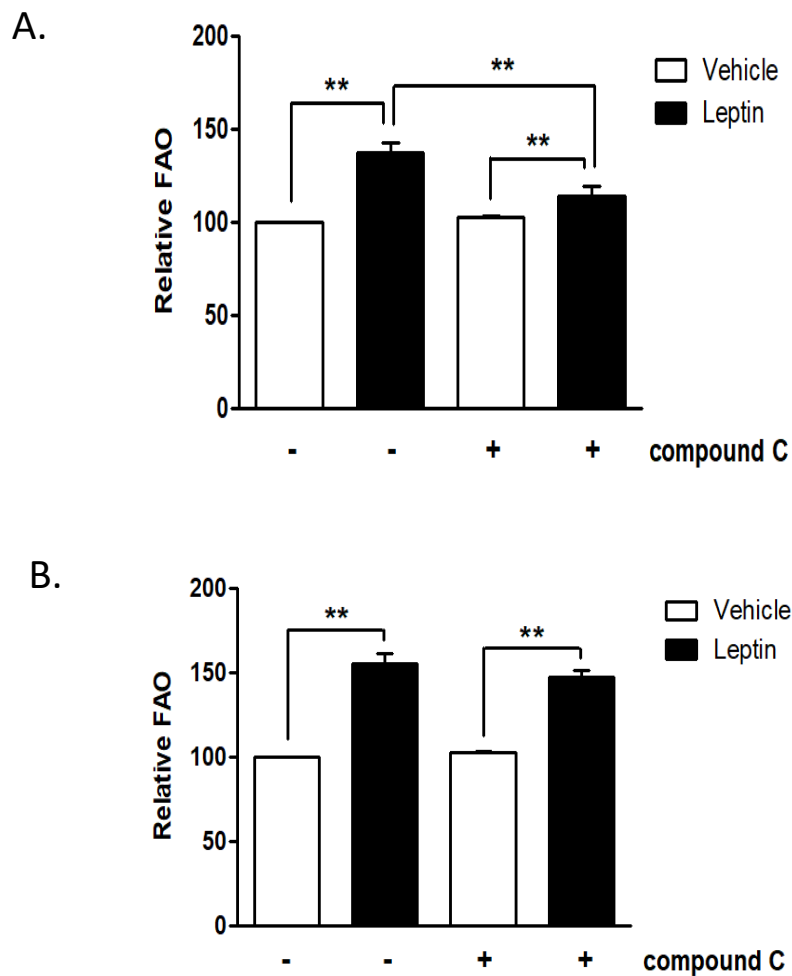 A.
200
150
100
50
0
Relative FAO
**
**
**
Vehicle
Leptin
- - + + compound C
B.
200
150
100
50
0
Relative FAO
**
**
Vehicle
Leptin
- - + + compound C